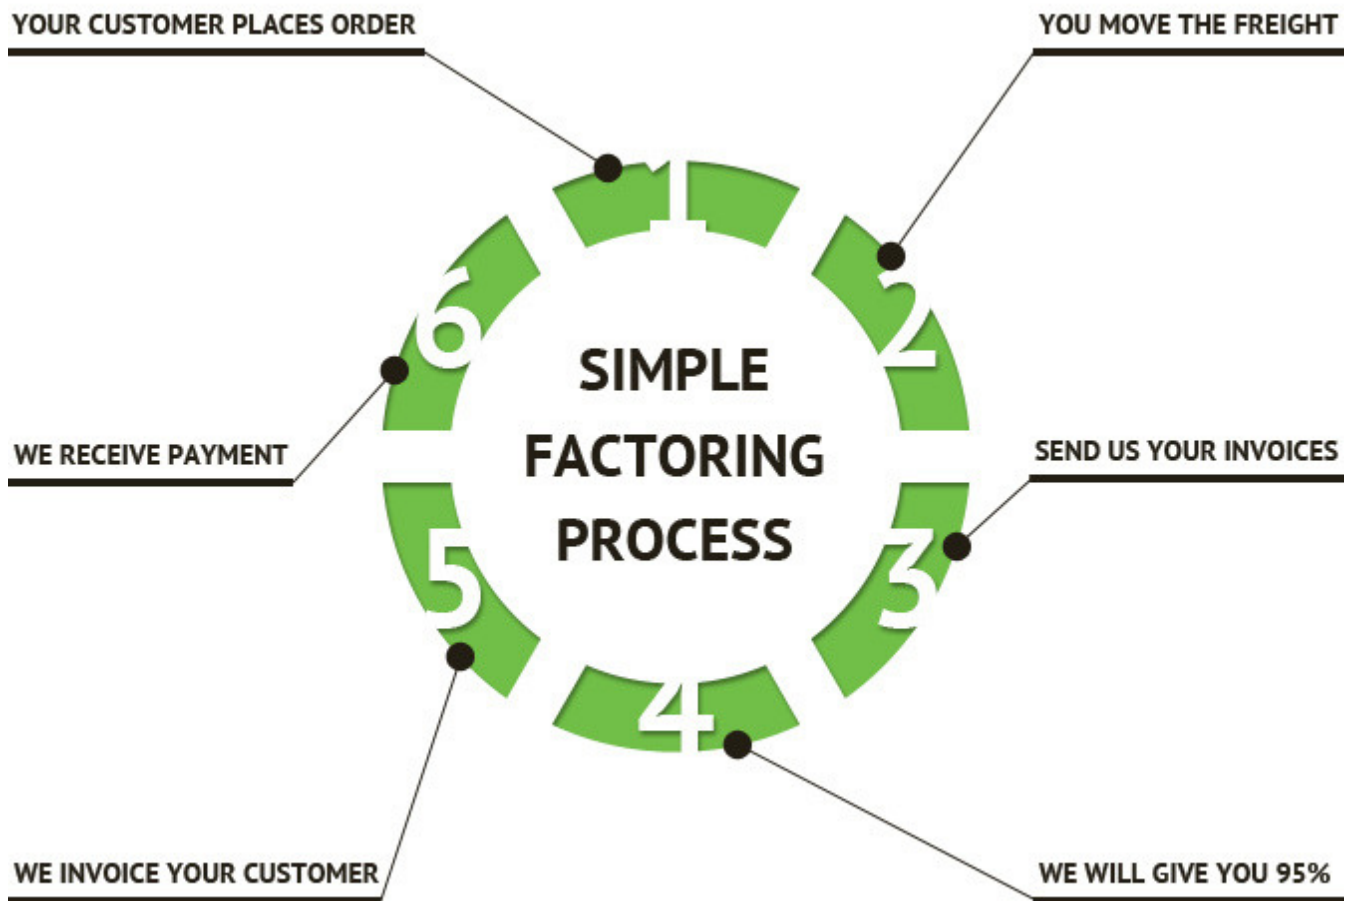 YOUR CUSTOMER PLACES ORDER
YOU MOVE THE FREIGHT
1
2
3
4
5
6
SIMPLE
FACTORING
PROCESS
SEND US YOUR INVOICES
WE WILL GIVE YOU 95%
WE INVOICE YOUR CUSTOMER
WE RECEIVE PAYMENT